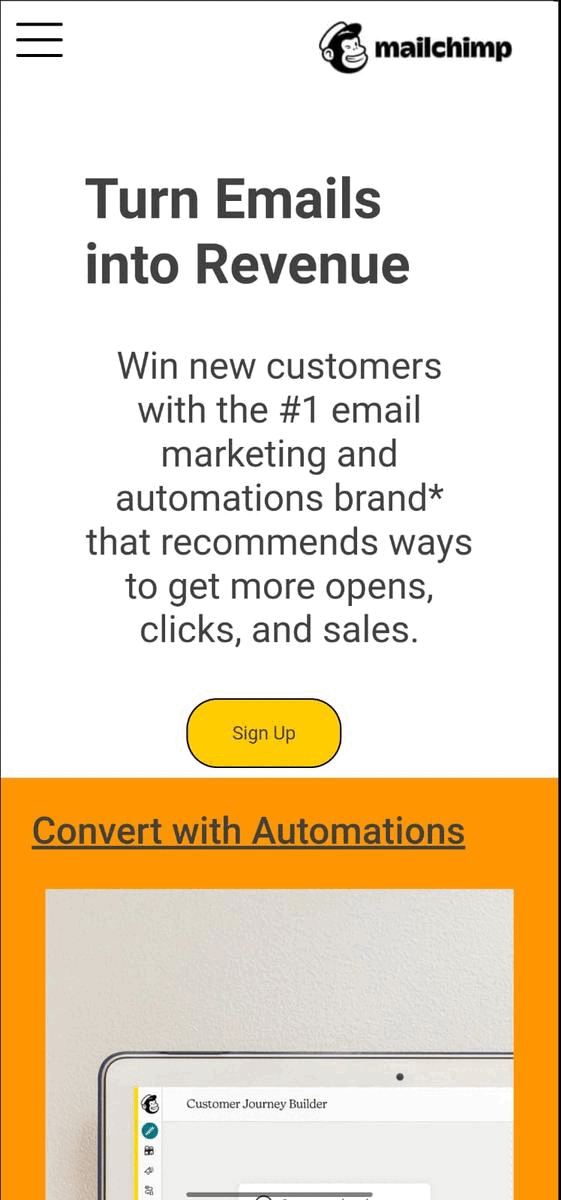 mailchimp
Turn Emails
into Revenue
Win new customers
with the #1 email
marketing and
automations brand*
that recommends ways
to get more opens,
clicks, and sales.
Sign Up
Convert with Automations
Customer Journey Builder